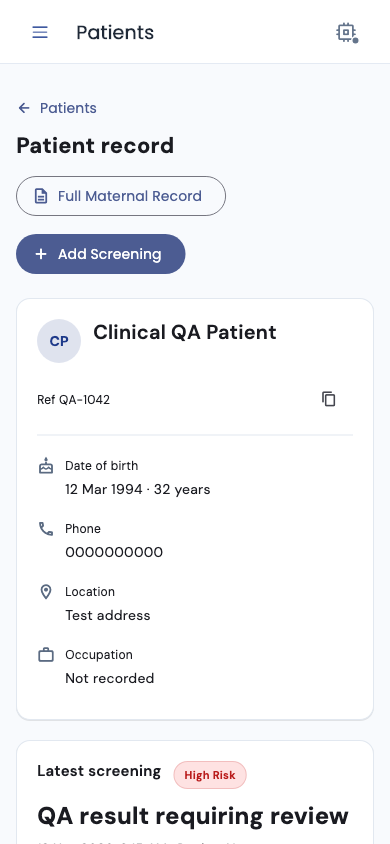 Patients
Patients
Patient record
Full Maternal Record
Add Screening
CP
Clinical QA Patient
Ref QA-1042
Date of birth
12 Mar 1994 · 32 years
Phone
0000000000
Location
Test address
Occupation
Not recorded
Latest screening
High Risk
QA result requiring review